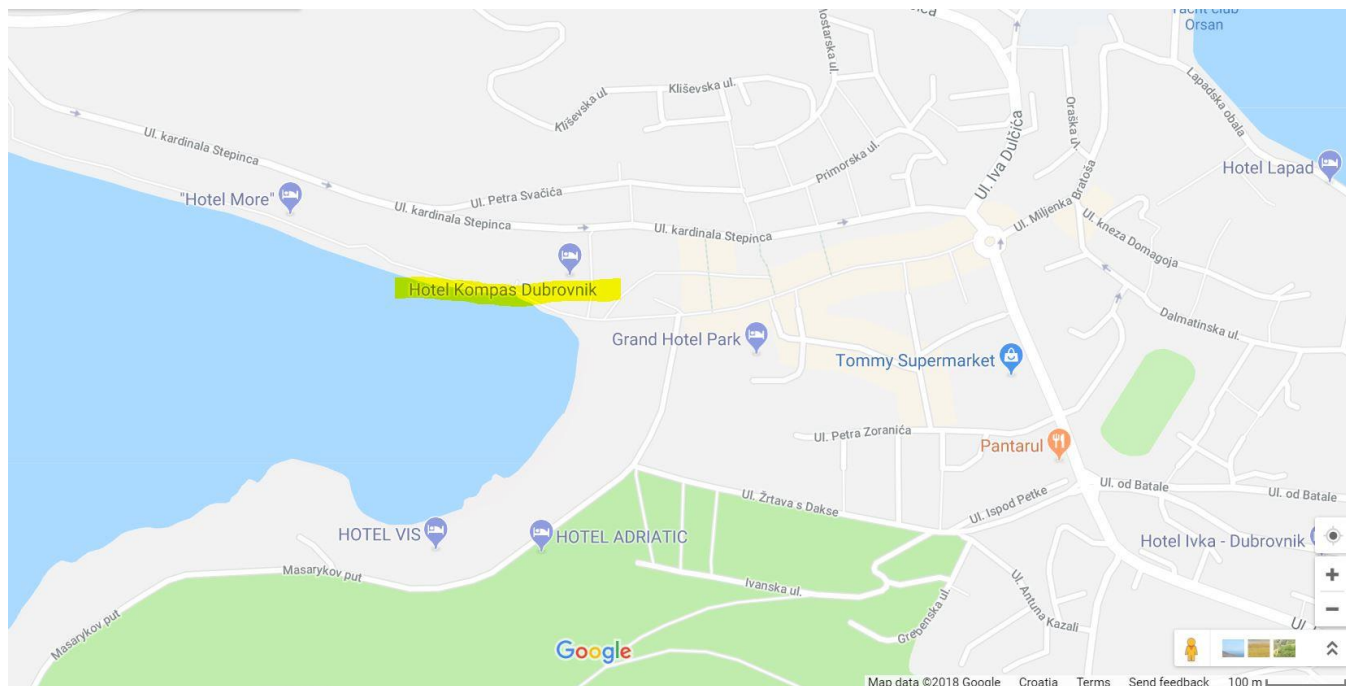 Yacht club
Orsan
Mostarska ul.
Kliševska ul.
Kliševska ul
Oraška ul.
Lapadska obala
Ul. kardinala Stepinca
Ul. Iva Dulčića
Primorska ul.
Hotel Lapad
"Hotel More"
Ul. Petra Svačića
Ul. Miljenka Bratoša
Ul. kardinala Stepinca
Ul. kardinala Stepinca
Ul. kneza Domagoja
Hotel Kompas Dubrovnik
Dalmatinska ul.
Grand Hotel Park
Tommy Supermarket
Ul. Petra Zoranića
Pantarul
Ul. Žrtava s Dakse
Ul. Ispod Petke
Ul. od Batale
Ul. od Batale
HOTEL VIS
HOTEL ADRIATIC
Hotel Ivka - Dubrovnik
Masarykov put
Ivanska ul.
Ul. Antuna Kazali
Grebenska ul.
Masarykov put
Ul.
Google
Map data ©2018 Google Croatia Terms Send feedback 100 m